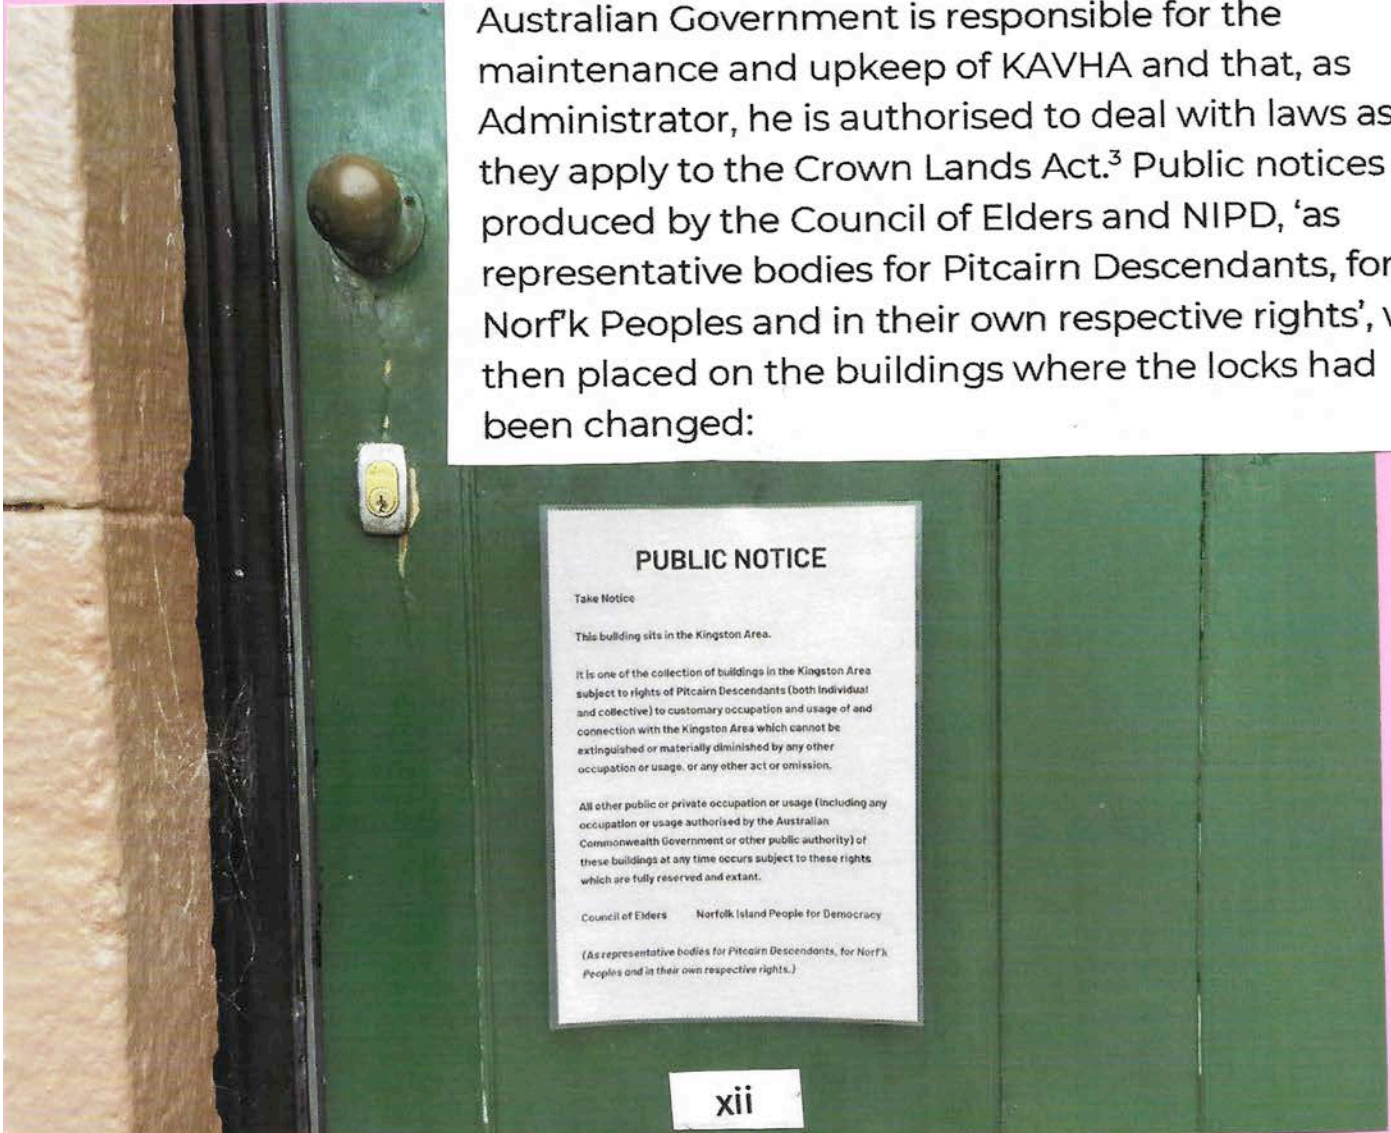 Australian Government is responsible for the
maintenance and upkeep of KAVHA and that, as
Administrator, he is authorised to deal with laws as
they apply to the Crown Lands Act.³ Public notices
produced by the Council of Elders and NIPD, ‘as
representative bodies for Pitcairn Descendants, for
Norf’k Peoples and in their own respective rights’,
then placed on the buildings where the locks had
been changed:
PUBLIC NOTICE
Take Notice
This building sits in the Kingston Area.
It is one of the collection of buildings in the Kingston Area
subject to rights of Pitcairn Descendants (both individual
and collective) to customary occupation and usage of and
connection with the Kingston Area which cannot be
extinguished or materially diminished by any other
occupation or usage, or any other act or omission.
All other public or private occupation or usage (including any
occupation or usage authorised by the Australian
Commonwealth Government or other public authority) of
these buildings at any time occurs subject to these rights
which are fully reserved and extant.
Council of Elders Norfolk Island People for Democracy
(As representative bodies for Pitcairn Descendants, for Norf'k
Peoples and in their own respective rights.)
xii